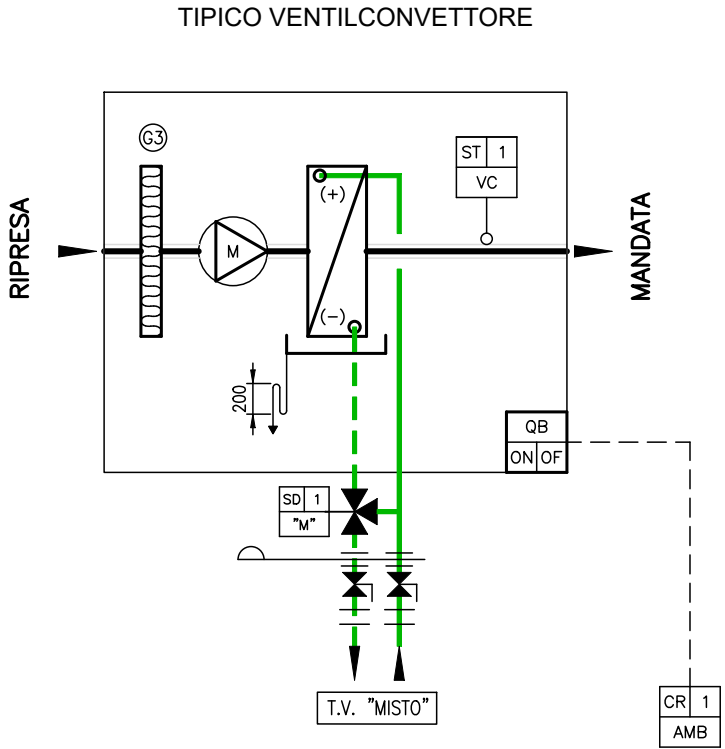 TIPICO VENTILCONVETTORE
G3
ST 1
VC
(+)
RIPRESA
M
MANDATA
(-)
200
QB
ON OF
SD 1
"M"
T.V. "MISTO"
CR 1
AMB